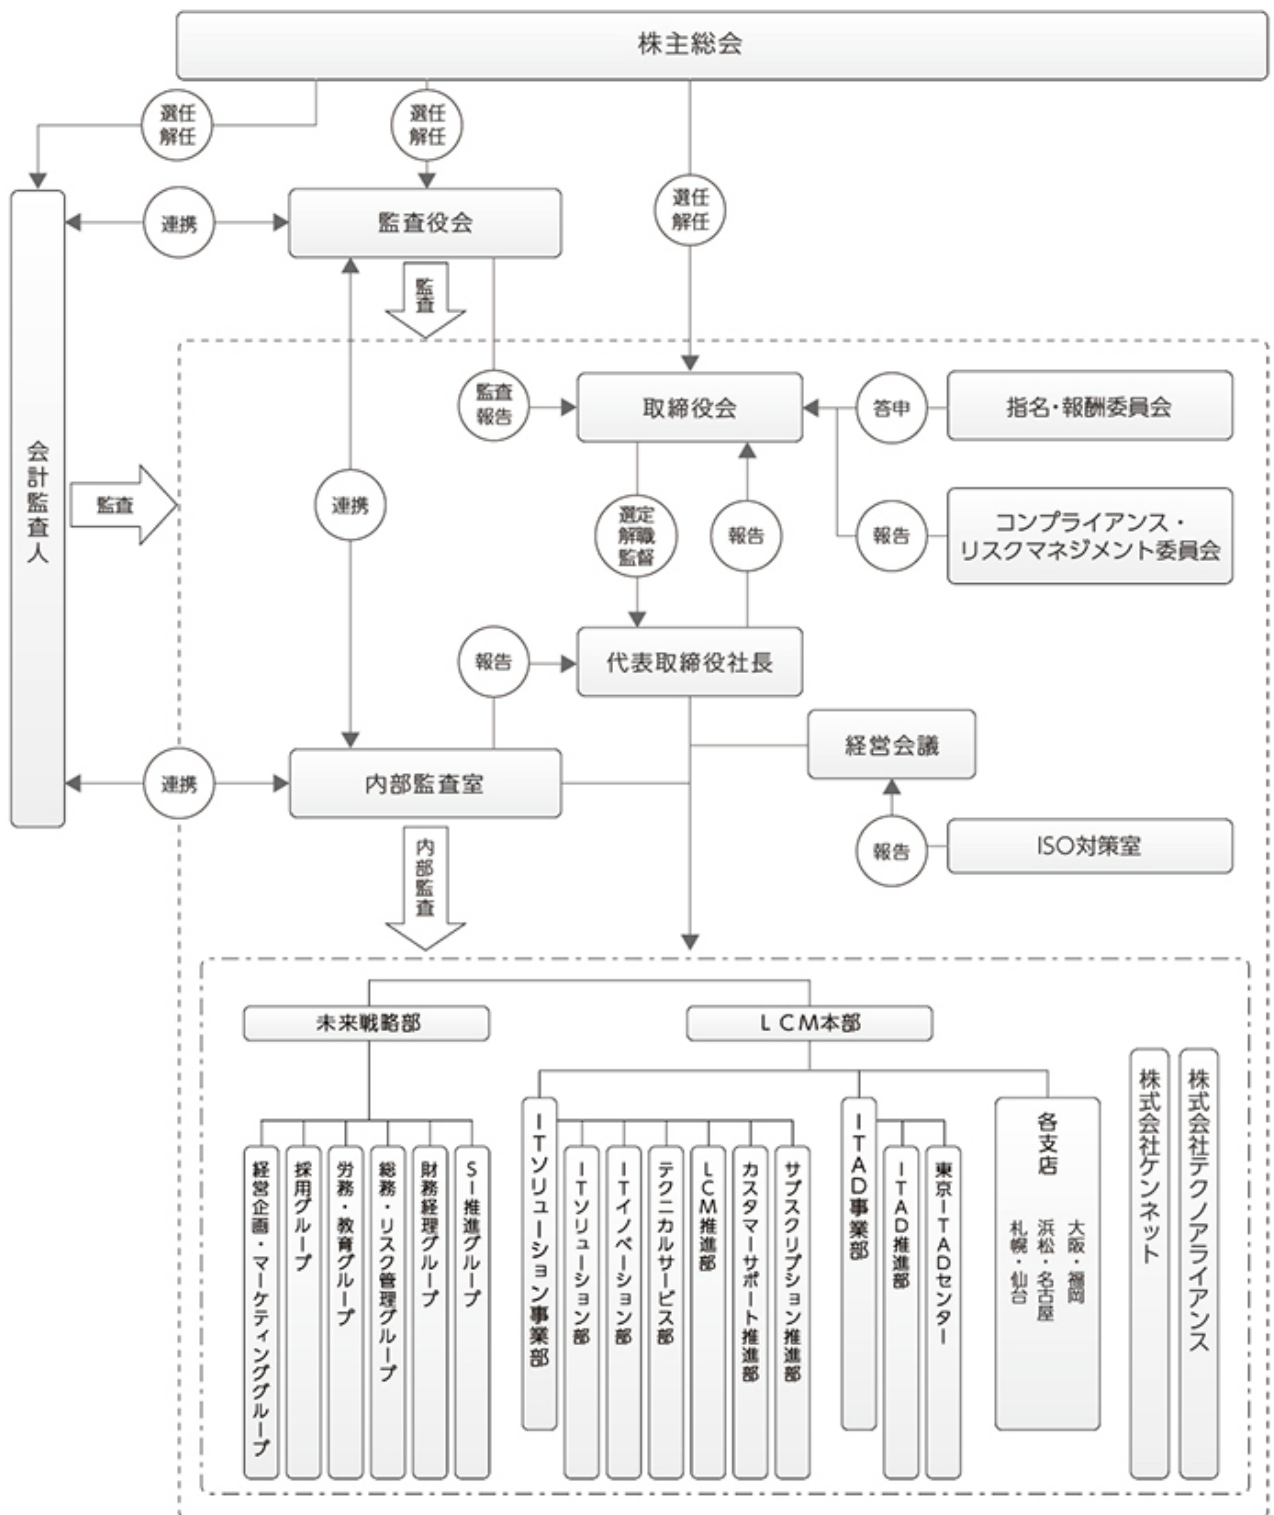 株主総会
選任
解任
選任
解任
選任
解任
連携
監査役会
監査
監査
報告
取締役会
答申
指名・報酬委員会
会計監査人
監査
連携
選定
解職
監督
報告
報告
コンプライアンス・
リスクマネジメント委員会
報告
代表取締役社長
経営会議
連携
内部監査室
報告
ISO対策室
内部監査
未来戦略部
LCM本部
経営企画・マーケティンググループ
採用グループ
労務・教育グループ
総務・リスク管理グループ
財務経理グループ
SI推進グループ
ITソリューション事業部
ITソリューション部
ITイノベーション部
テクニカルサービス部
LCM推進部
カスタマーサポート推進部
サブスクリプション推進部
ITAD事業部
ITAD推進部
東京ITADセンター
各支店
大阪・福岡
浜松・名古屋
札幌・仙台
株式会社ケンネット
株式会社テクノアライアンス